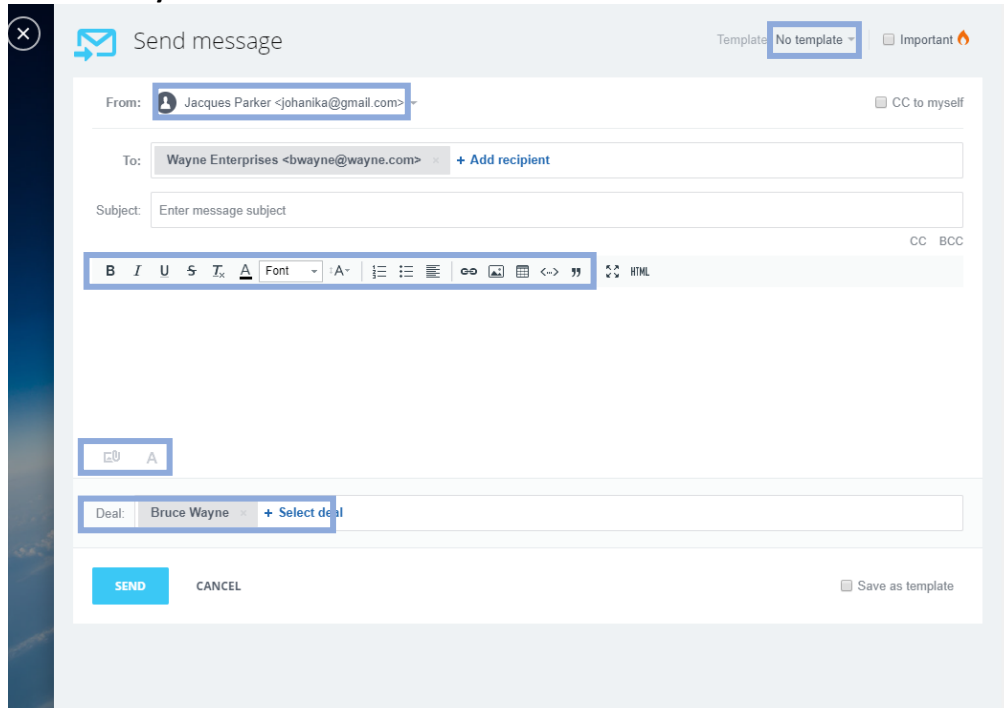 Send message
Template No template
Important
From: Jacques Parker <johanika@gmail.com>
CC to myself
To: Wayne Enterprises <bwayne@wayne.com> × + Add recipient
Subject: Enter message subject
CC BCC
B I U S Tx A Font A HTML
A
Deal: Bruce Wayne × + Select deal
SEND CANCEL
Save as template